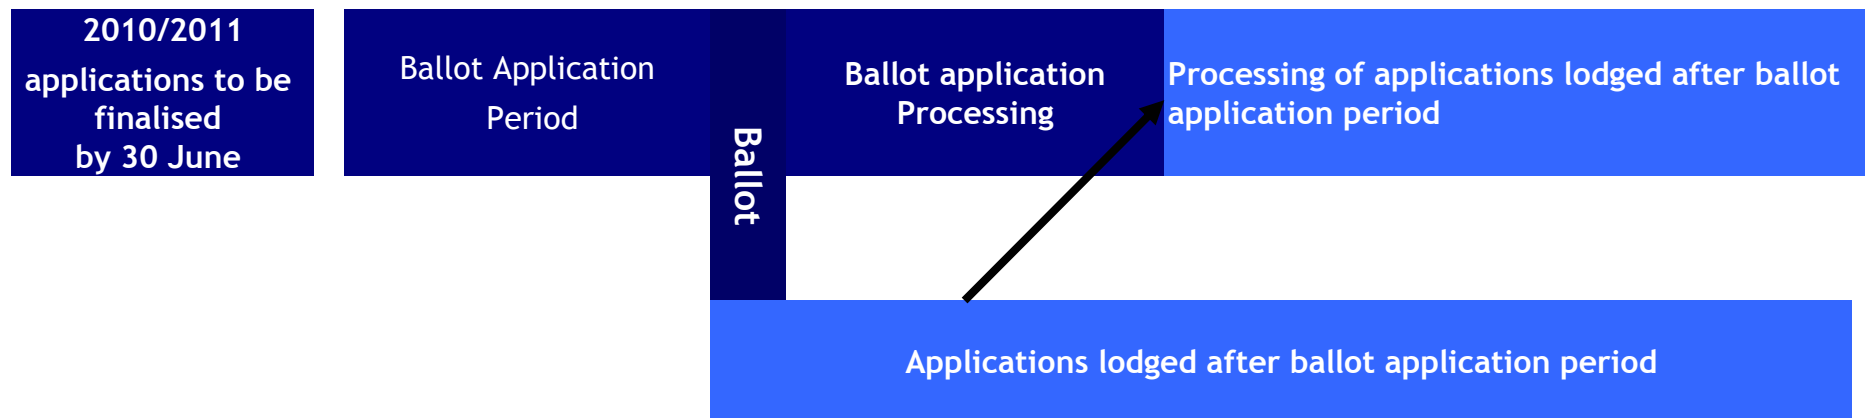 2010/2011
applications to be
finalised
by 30 June
Ballot Application
Period
Ballot
Ballot application
Processing
Processing of applications lodged after ballot
application period
Applications lodged after ballot application period